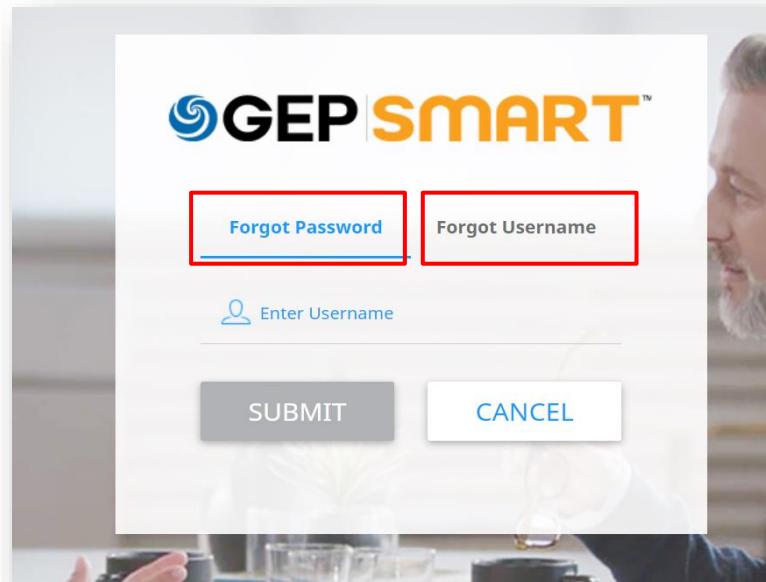 GEP SMART™
Forgot Password Forgot Username
Enter Username
SUBMIT CANCEL